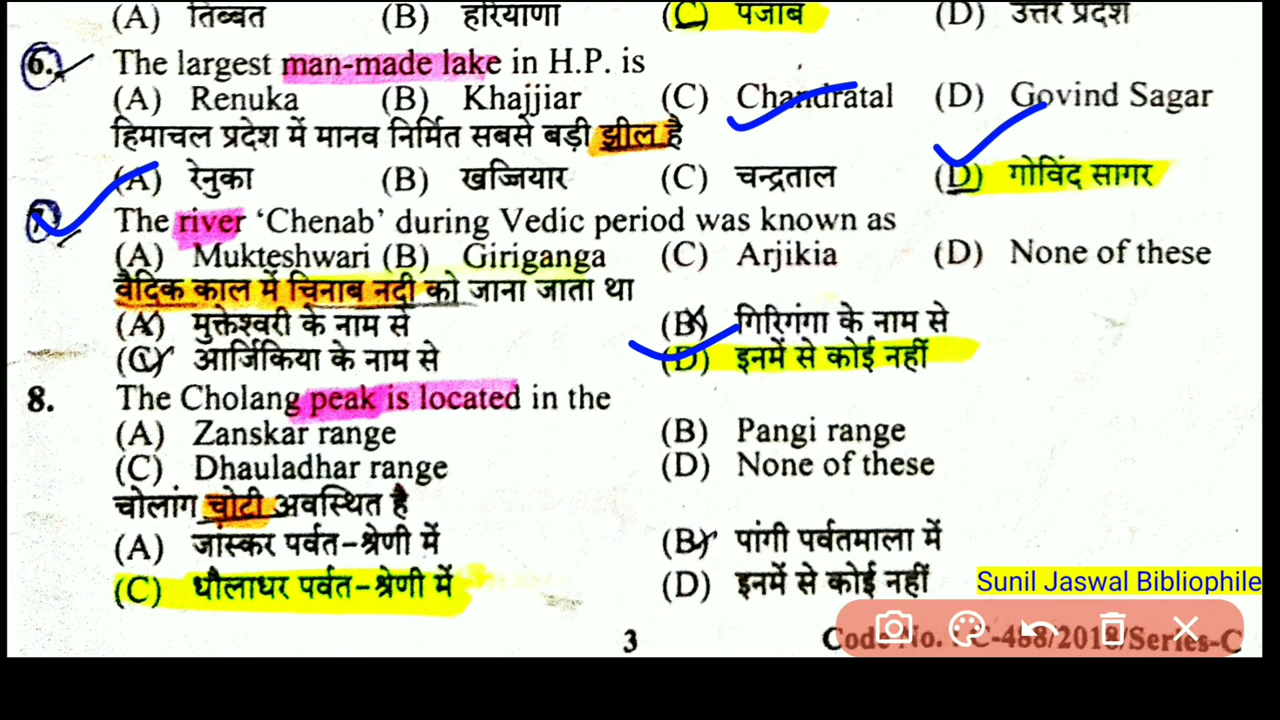 (A) तिब्बत (B) हरियाणा (C) पंजाब (D) उत्तर प्रदेश
6. The largest man-made lake in H.P. is
(A) Renuka (B) Khajjiar (C) Chandratal (D) Govind Sagar
हिमाचल प्रदेश में मानव निर्मित सबसे बड़ी झील है
(A) रेनुका (B) खज्जियार (C) चन्द्रताल (D) गोविंद सागर
7. The river ‘Chenab’ during Vedic period was known as
(A) Mukteshwari (B) Giriganga (C) Arjikia (D) None of these
वैदिक काल में चिनाब नदी को जाना जाता था
(A) मुक्तेश्वरी के नाम से (B) गिरिगंगा के नाम से
(C) आर्जिकिया के नाम से (D) इनमें से कोई नहीं
8. The Cholang peak is located in the
(A) Zanskar range (B) Pangi range
(C) Dhauladhar range (D) None of these
चोलांग चोटी अवस्थित है
(A) जांस्कर पर्वत-श्रेणी में (B) पांगी पर्वतमाला में
(C) धौलाधर पर्वत-श्रेणी में (D) इनमें से कोई नहीं
Sunil Jaswal Bibliophile
3 Code No. : C-488/2018/Series-C